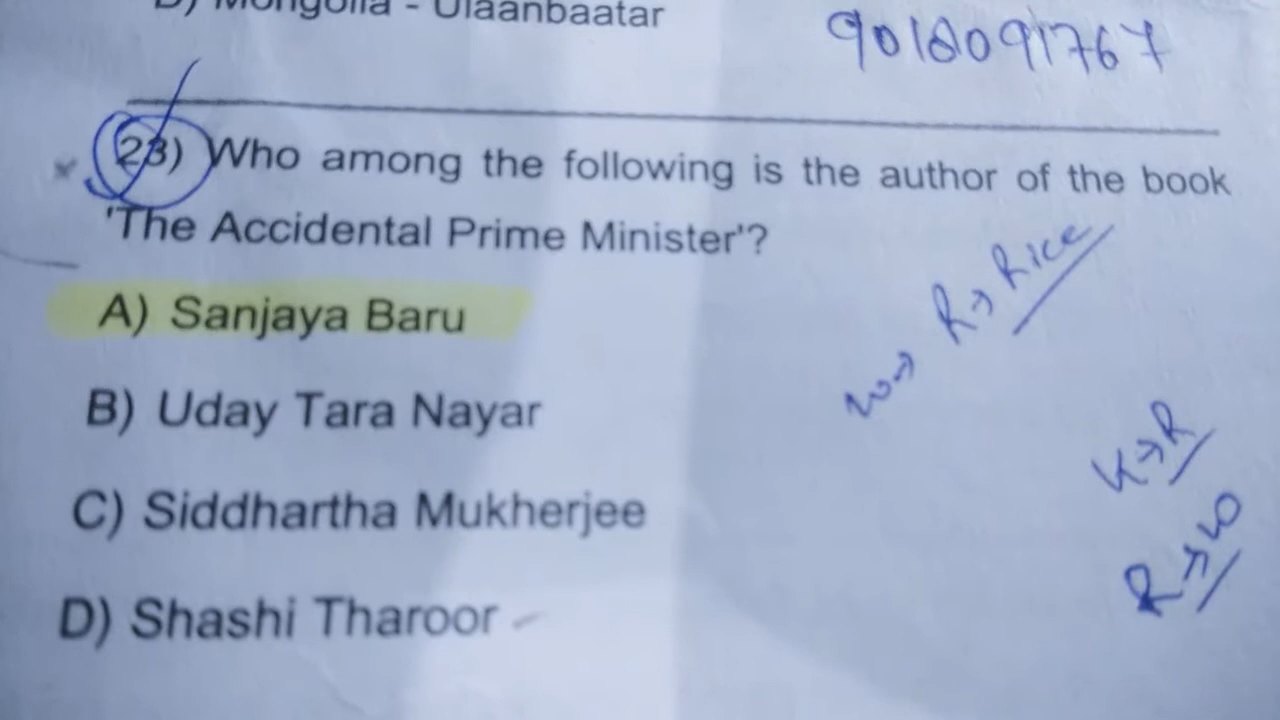 D) Mongolia - Ulaanbaatar
9018091767
23) Who among the following is the author of the book
'The Accidental Prime Minister'?
A) Sanjaya Baru
B) Uday Tara Nayar
C) Siddhartha Mukherjee
D) Shashi Tharoor
R→ Rice
K→R